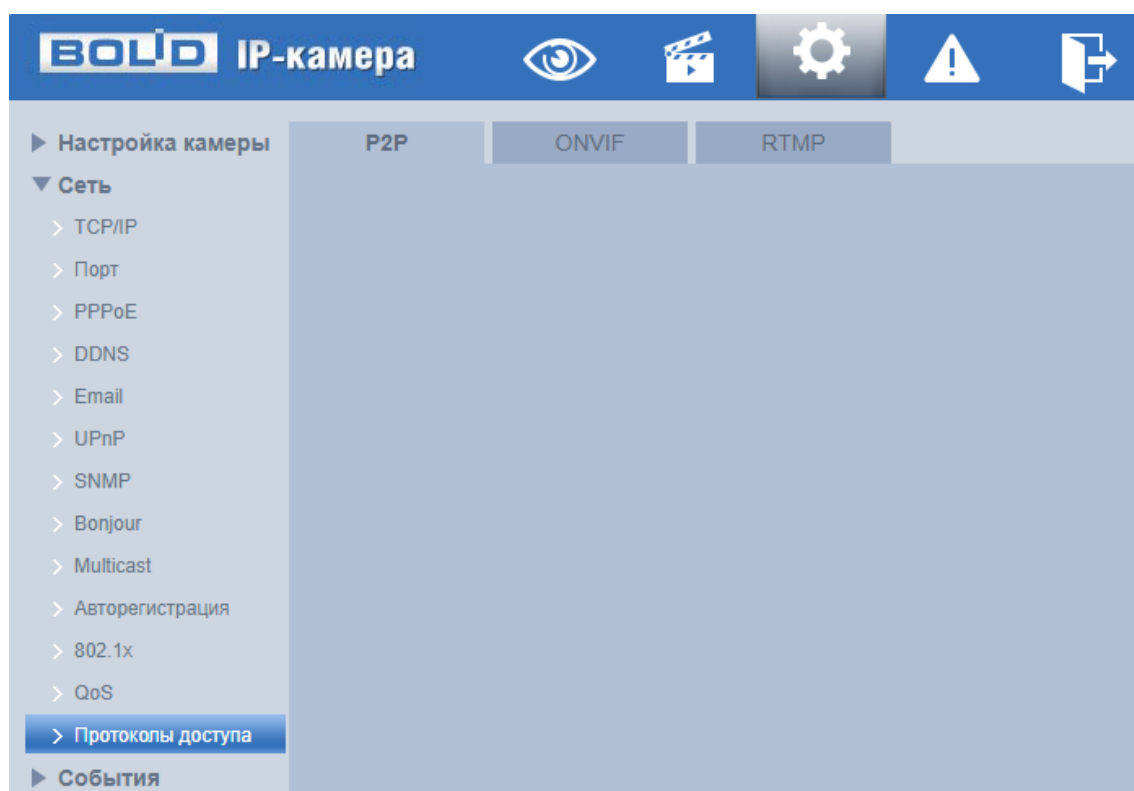 BOLID IP-камера
Настройка камеры
P2P
ONVIF
RTMP
Сеть
TCP/IP
Порт
PPPoE
DDNS
Email
UPnP
SNMP
Bonjour
Multicast
Авторегистрация
802.1x
QoS
Протоколы доступа
События